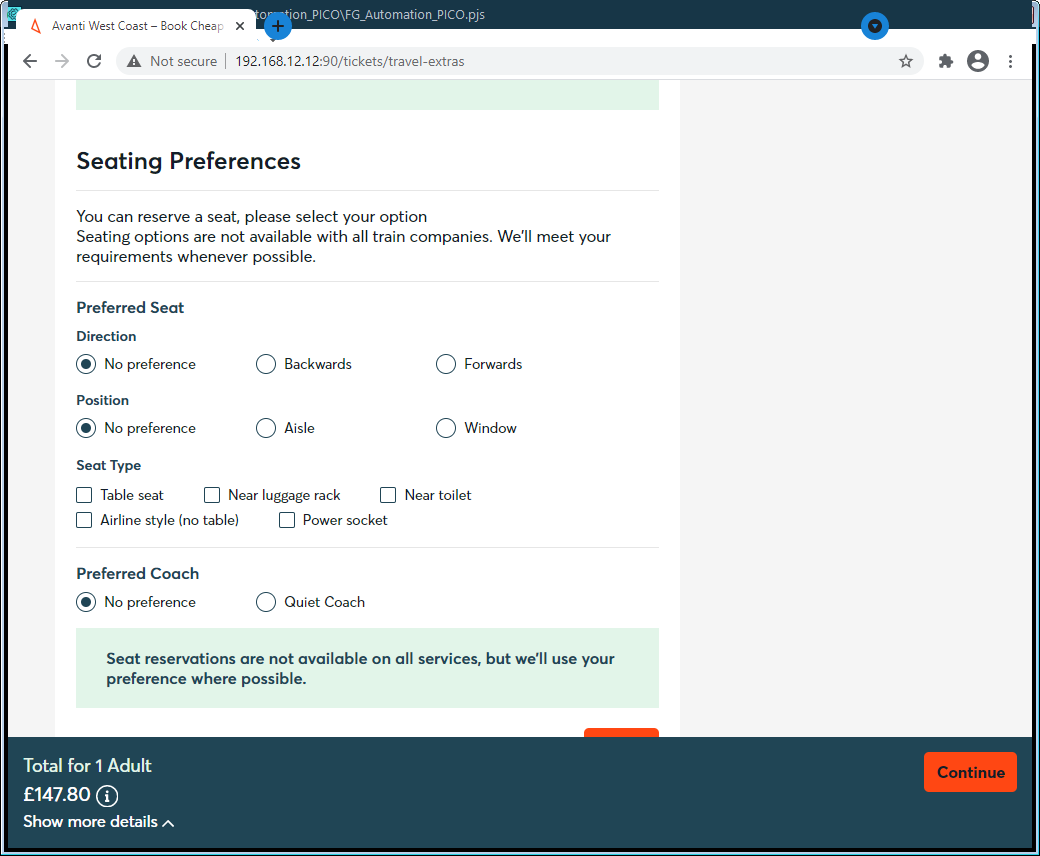 tomation_PICO\FG_Automation_PICO.pjs
Avanti West Coast – Book Cheap
Not secure
192.168.12.12:90/tickets/travel-extras
Seating Preferences
You can reserve a seat, please select your option
Seating options are not available with all train companies. We'll meet your
requirements whenever possible.
Preferred Seat
Direction
No preference Backwards Forwards
Position
No preference Aisle Window
Seat Type
Table seat Near luggage rack Near toilet
Airline style (no table) Power socket
Preferred Coach
No preference Quiet Coach
Seat reservations are not available on all services, but we'll use your
preference where possible.
Total for 1 Adult
£147.80
Continue
Show more details